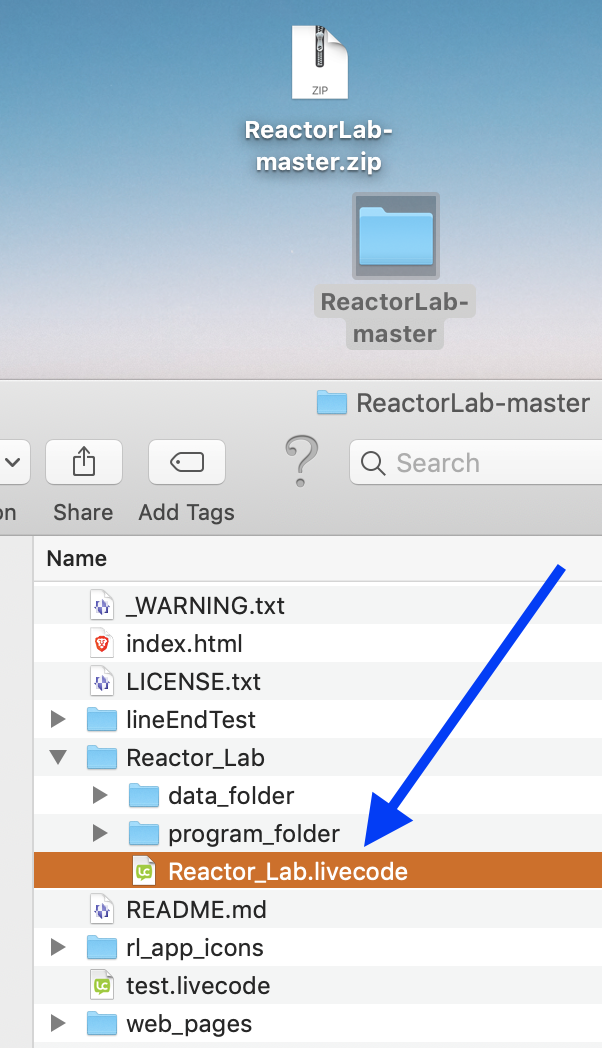 ZIP
ReactorLab-
master.zip
ReactorLab-
master
ReactorLab-master
?
Search
on
Share
Add Tags
Name
_WARNING.txt
index.html
LICENSE.txt
lineEndTest
Reactor_Lab
data_folder
program_folder
LC
Reactor_Lab.livecode
README.md
rl_app_icons
LC
test.livecode
web_pages